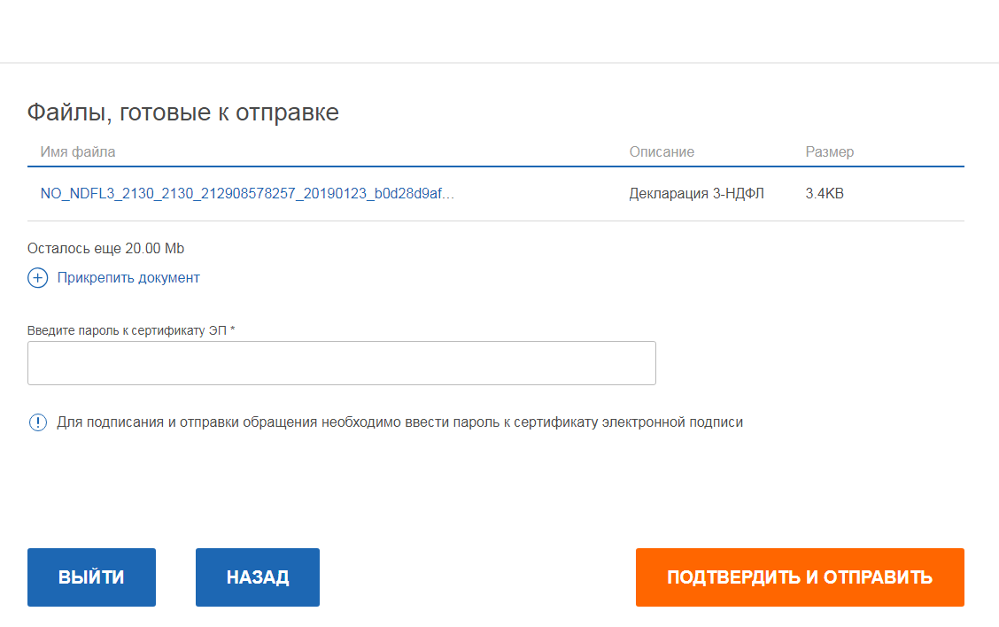 Файлы, готовые к отправке
Имя файла Описание Размер
NO_NDFL3_2130_2130_212908578257_20190123_b0d28d9af... Декларация 3-НДФЛ 3.4KB
Осталось еще 20.00 Mb
Прикрепить документ
Введите пароль к сертификату ЭП *
Для подписания и отправки обращения необходимо ввести пароль к сертификату электронной подписи
ВЫЙТИ НАЗАД ПОДТВЕРДИТЬ И ОТПРАВИТЬ